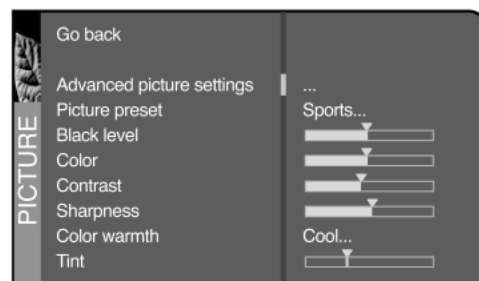 Go back
Advanced picture settings ...
Picture preset Sports...
Black level
Color
Contrast
Sharpness
Color warmth Cool...
Tint
PICTURE